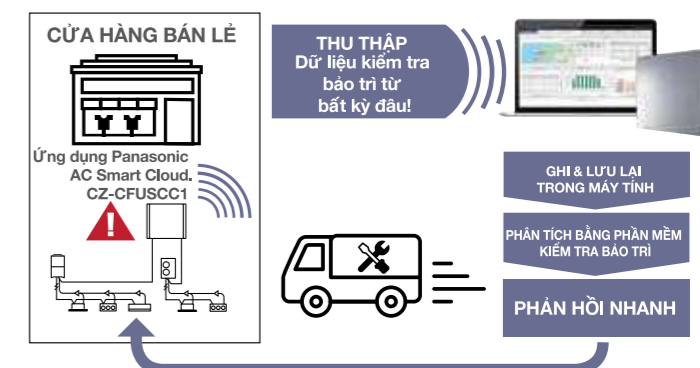 CỬA HÀNG BÁN LẺ
Ứng dụng Panasonic
AC Smart Cloud.
CZ-CFUSCC1
THU THẬP
Dữ liệu kiểm tra
bảo trì từ
bất kỳ đâu!
GHI & LƯU LẠI
TRONG MÁY TÍNH
PHÂN TÍCH BẰNG PHẦN MỀM
KIỂM TRA BẢO TRÌ
PHẢN HỒI NHANH